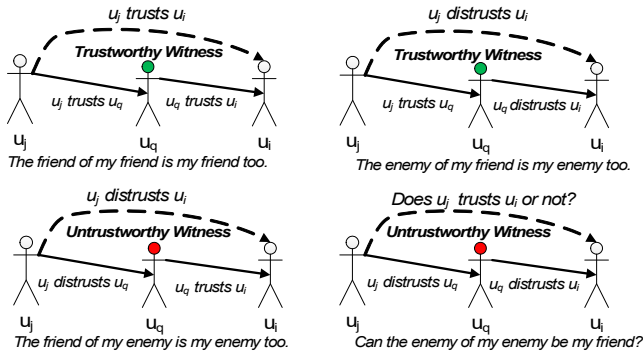 uj trusts ui
Trustworthy Witness
uj trusts uq
uq trusts ui
uj
uq
ui
The friend of my friend is my friend too.
uj distrusts ui
Trustworthy Witness
uj trusts uq
uq distrusts ui
uj
uq
ui
The enemy of my friend is my enemy too.
uj distrusts ui
Untrustworthy Witness
uj distrusts uq
uq trusts ui
uj
uq
ui
The friend of my enemy is my enemy too.
Does uj trusts ui or not?
Untrustworthy Witness
uj distrusts uq
uq distrusts ui
uj
uq
ui
Can the enemy of my enemy be my friend?